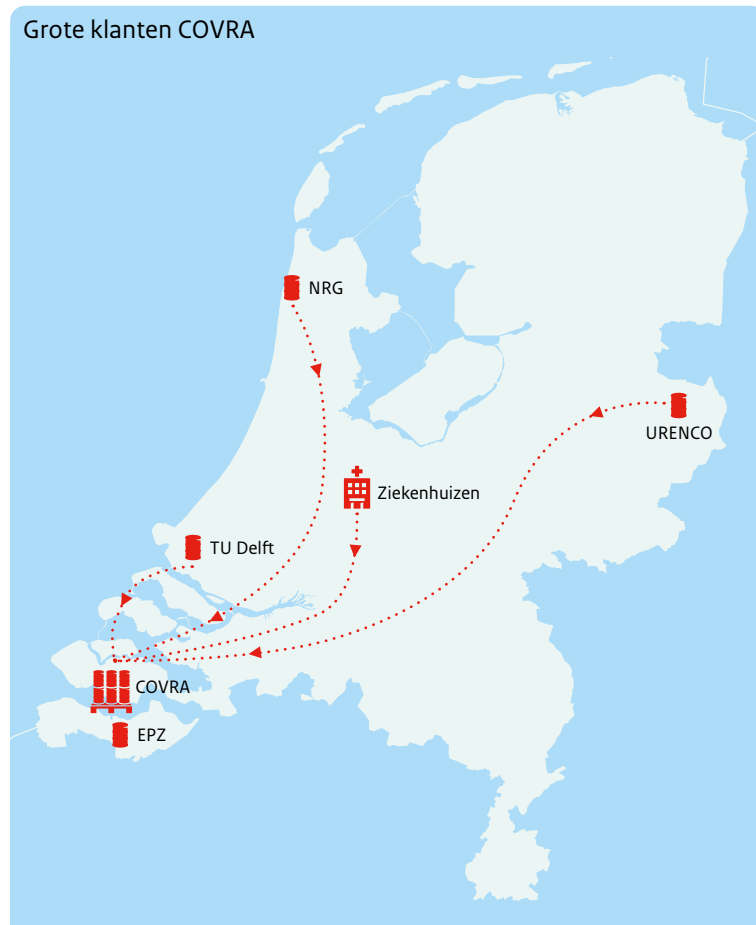 Grote klanten COVRA
NRG
URENCO
Ziekenhuizen
TU Delft
COVRA
EPZ